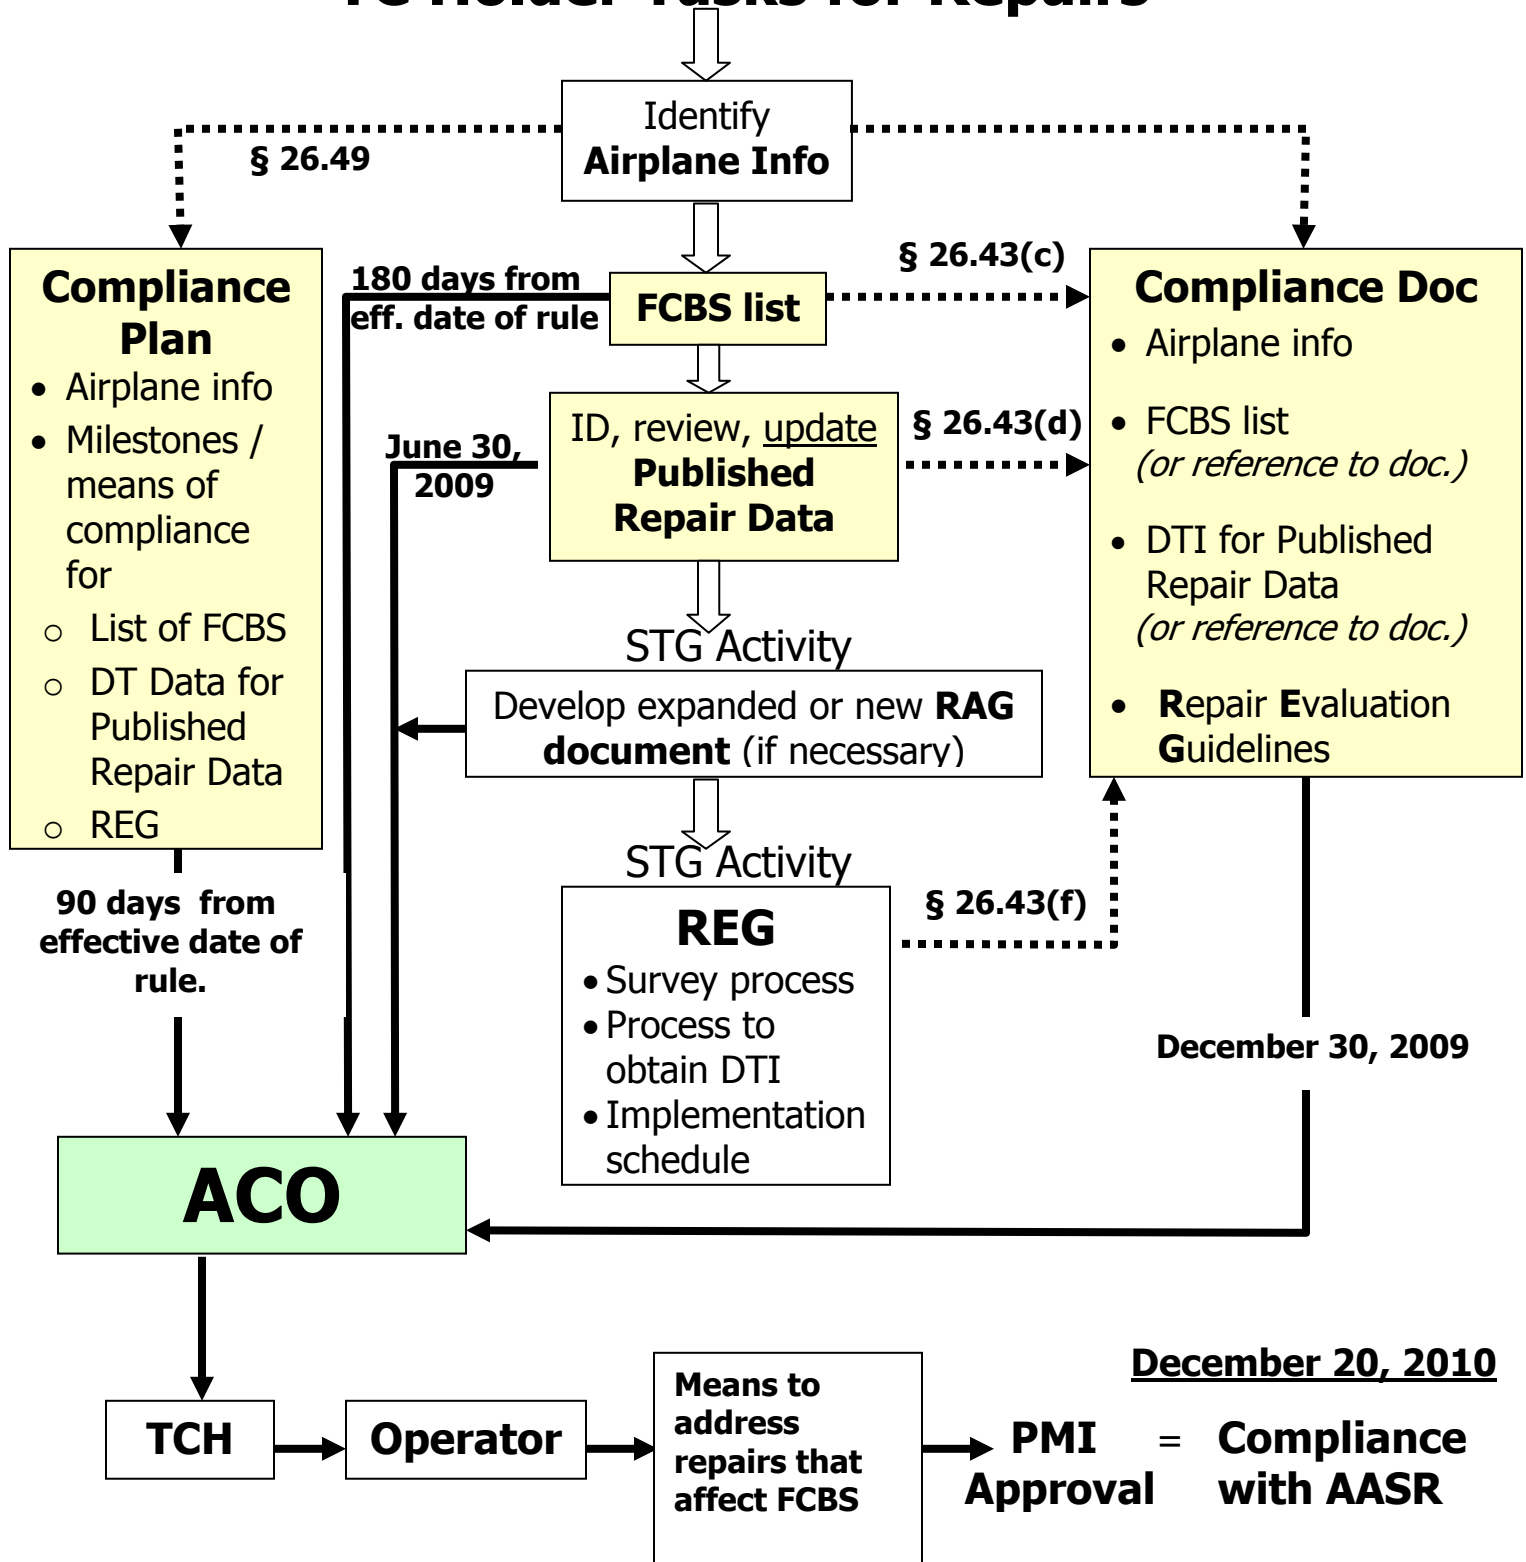 TC Holder Tasks for Repairs
Identify
Airplane Info
§ 26.49
Compliance
Plan
• Airplane info
• Milestones /
means of
compliance
for
o List of FCBS
o DT Data for
Published
Repair Data
o REG
180 days from
eff. date of rule
FCBS list
§ 26.43(c)
June 30,
2009
ID, review, update
Published
Repair Data
§ 26.43(d)
Compliance Doc
• Airplane info
• FCBS list
(or reference to doc.)
• DTI for Published
Repair Data
(or reference to doc.)
• Repair Evaluation
Guidelines
STG Activity
Develop expanded or new RAG
document (if necessary)
STG Activity
REG
• Survey process
• Process to
obtain DTI
• Implementation
schedule
§ 26.43(f)
90 days from
effective date of
rule.
December 30, 2009
ACO
TCH
Operator
Means to
address
repairs that
affect FCBS
December 20, 2010
PMI = Compliance
Approval with AASR